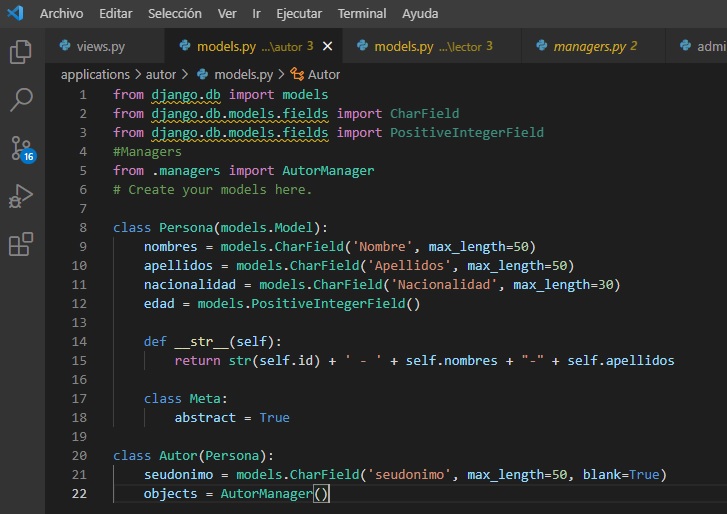 Archivo Editar Selección Ver Ir Ejecutar Terminal Ayuda
views.py models.py ...\autor 3 models.py ...\lector 3 managers.py 2
applications > autor > models.py > Autor
1 from django.db import models
2 from django.db.models.fields import CharField
3 from django.db.models.fields import PositiveIntegerField
4 #Managers
5 from .managers import AutorManager
6 # Create your models here.
7
8 class Persona(models.Model):
9 nombres = models.CharField('Nombre', max_length=50)
10 apellidos = models.CharField('Apellidos', max_length=50)
11 nacionalidad = models.CharField('Nacionalidad', max_length=30)
12 edad = models.PositiveIntegerField()
13
14 def __str__(self):
15 return str(self.id) + ' - ' + self.nombres + "-" + self.apellidos
16
17 class Meta:
18 abstract = True
19
20 class Autor(Persona):
21 seudonimo = models.CharField('seudonimo', max_length=50, blank=True)
22 objects = AutorManager()
16